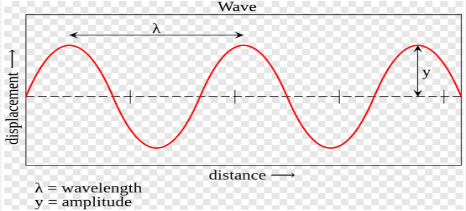 Wave
λ
y
displacement →
distance →
λ = wavelength
y = amplitude